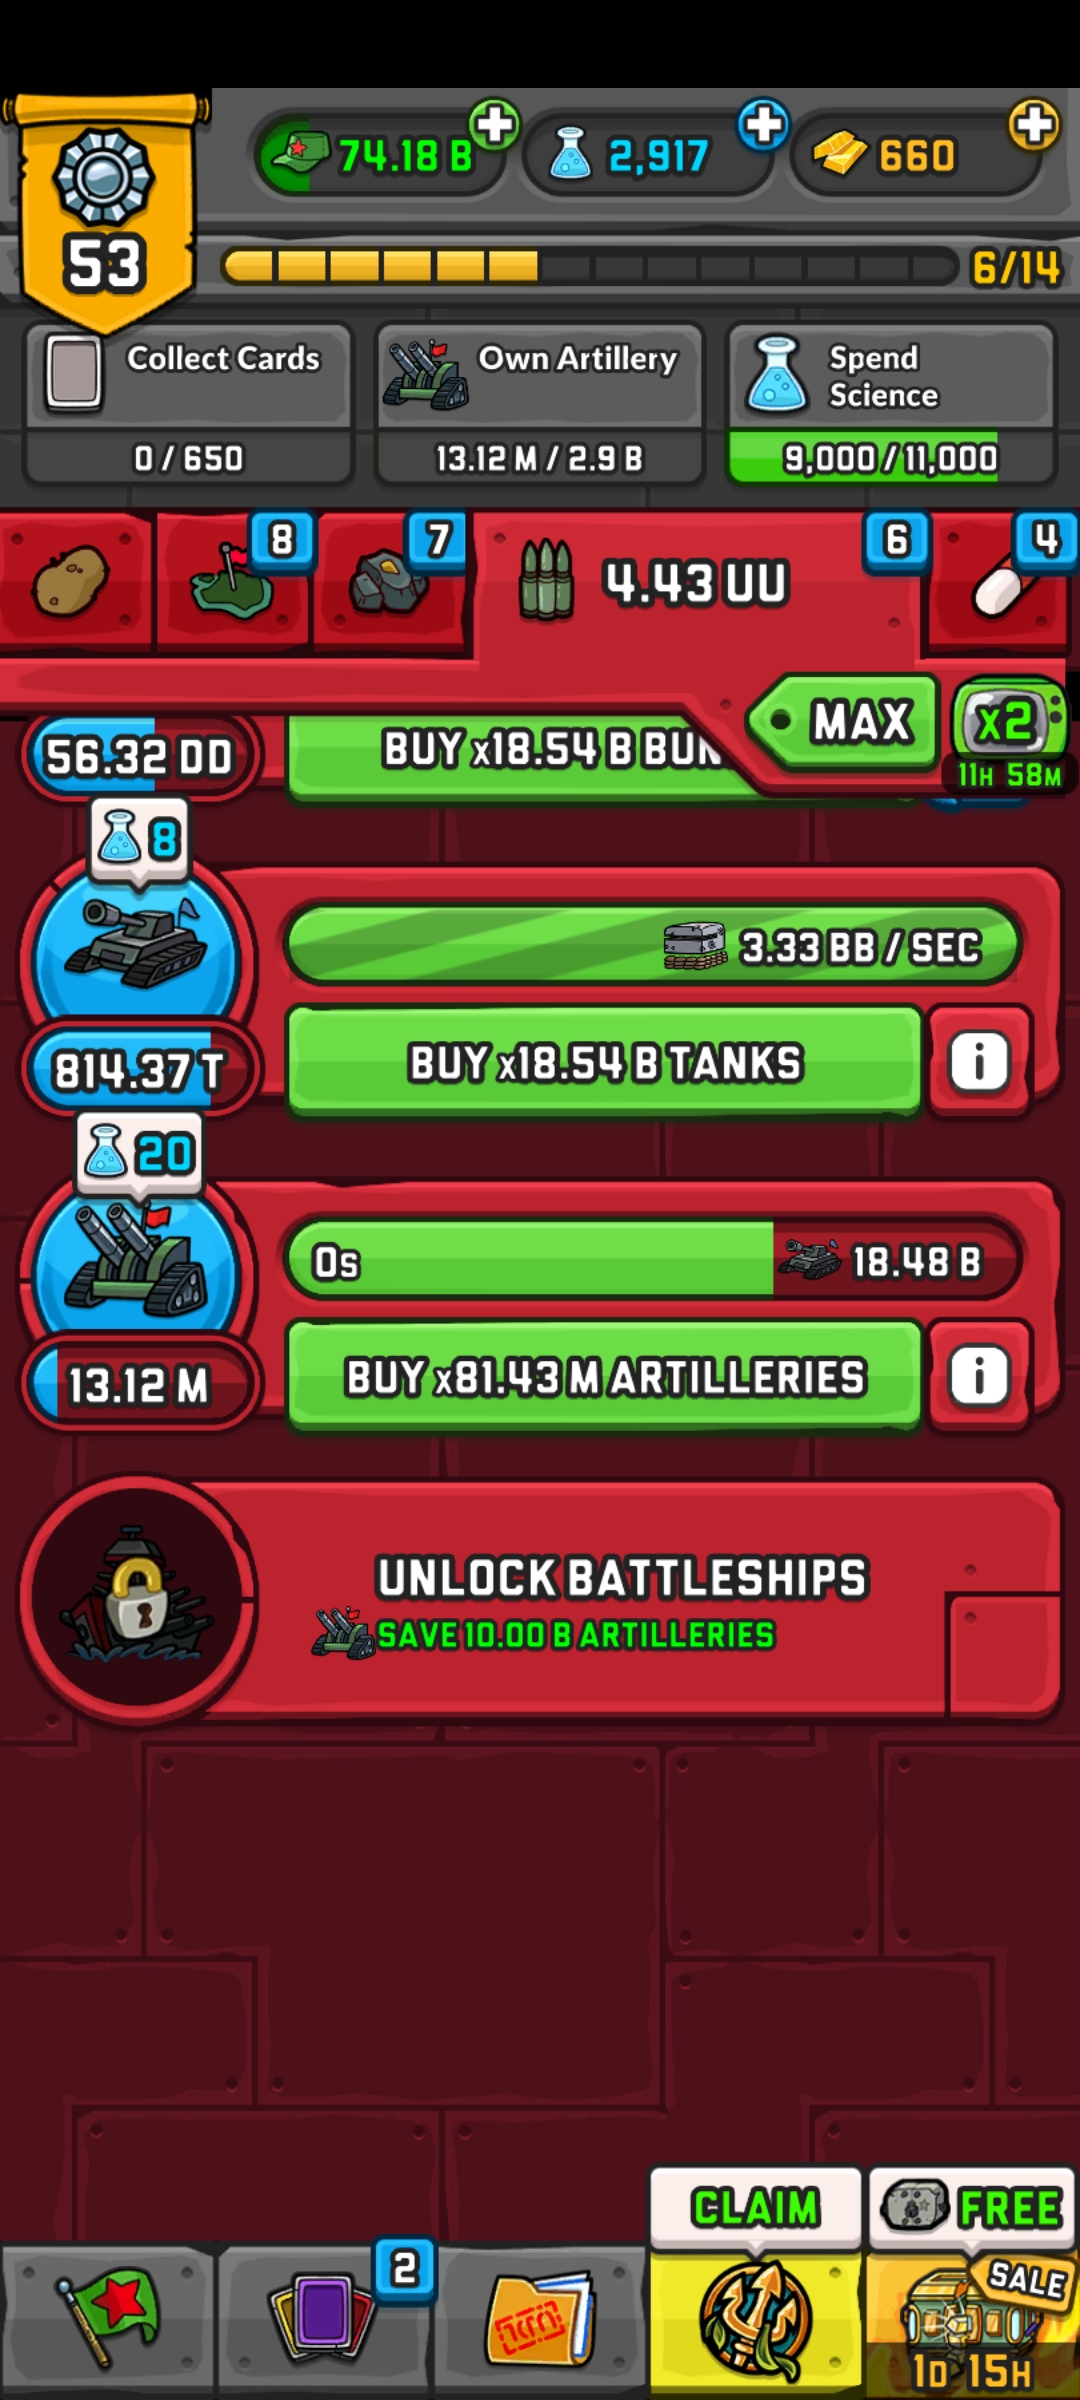 74.18 B
2,917
660
53
6/14
Collect Cards
0 / 650
Own Artillery
13.12 M / 2.9 B
Spend
Science
9,000 / 11,000
8
7
4.43 UU
6
4
MAX
x2
11H 58M
56.32 DD
BUY x18.54 B BUN
8
3.33 BB / SEC
814.37 T
BUY x18.54 B TANKS
i
20
0s
18.48 B
13.12 M
BUY x81.43 M ARTILLERIES
i
UNLOCK BATTLESHIPS
SAVE 10.00 B ARTILLERIES
CLAIM
FREE
2
SALE
1D 15H